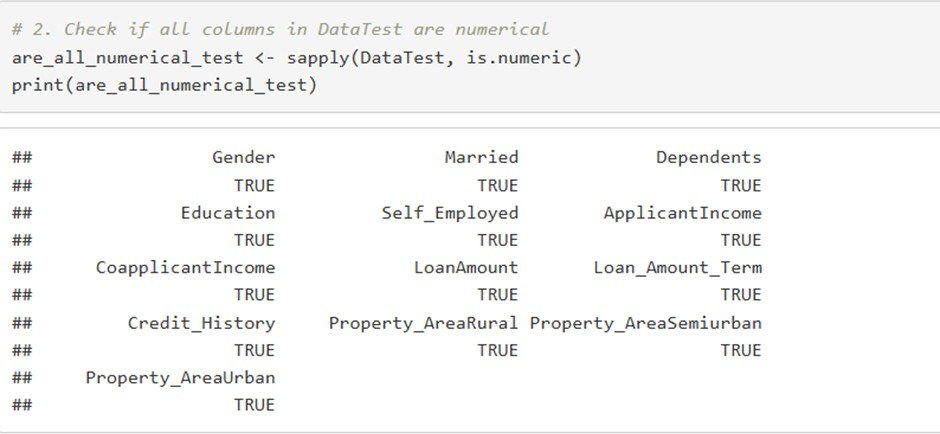 # 2. Check if all columns in DataTest are numerical
are_all_numerical_test <- sapply(DataTest, is.numeric)
print(are_all_numerical_test)
## Gender Married Dependents
## TRUE TRUE TRUE
## Education Self_Employed ApplicantIncome
## TRUE TRUE TRUE
## CoapplicantIncome LoanAmount Loan_Amount_Term
## TRUE TRUE TRUE
## Credit_History Property_AreaRural Property_AreaSemiurban
## TRUE TRUE TRUE
## Property_AreaUrban
## TRUE